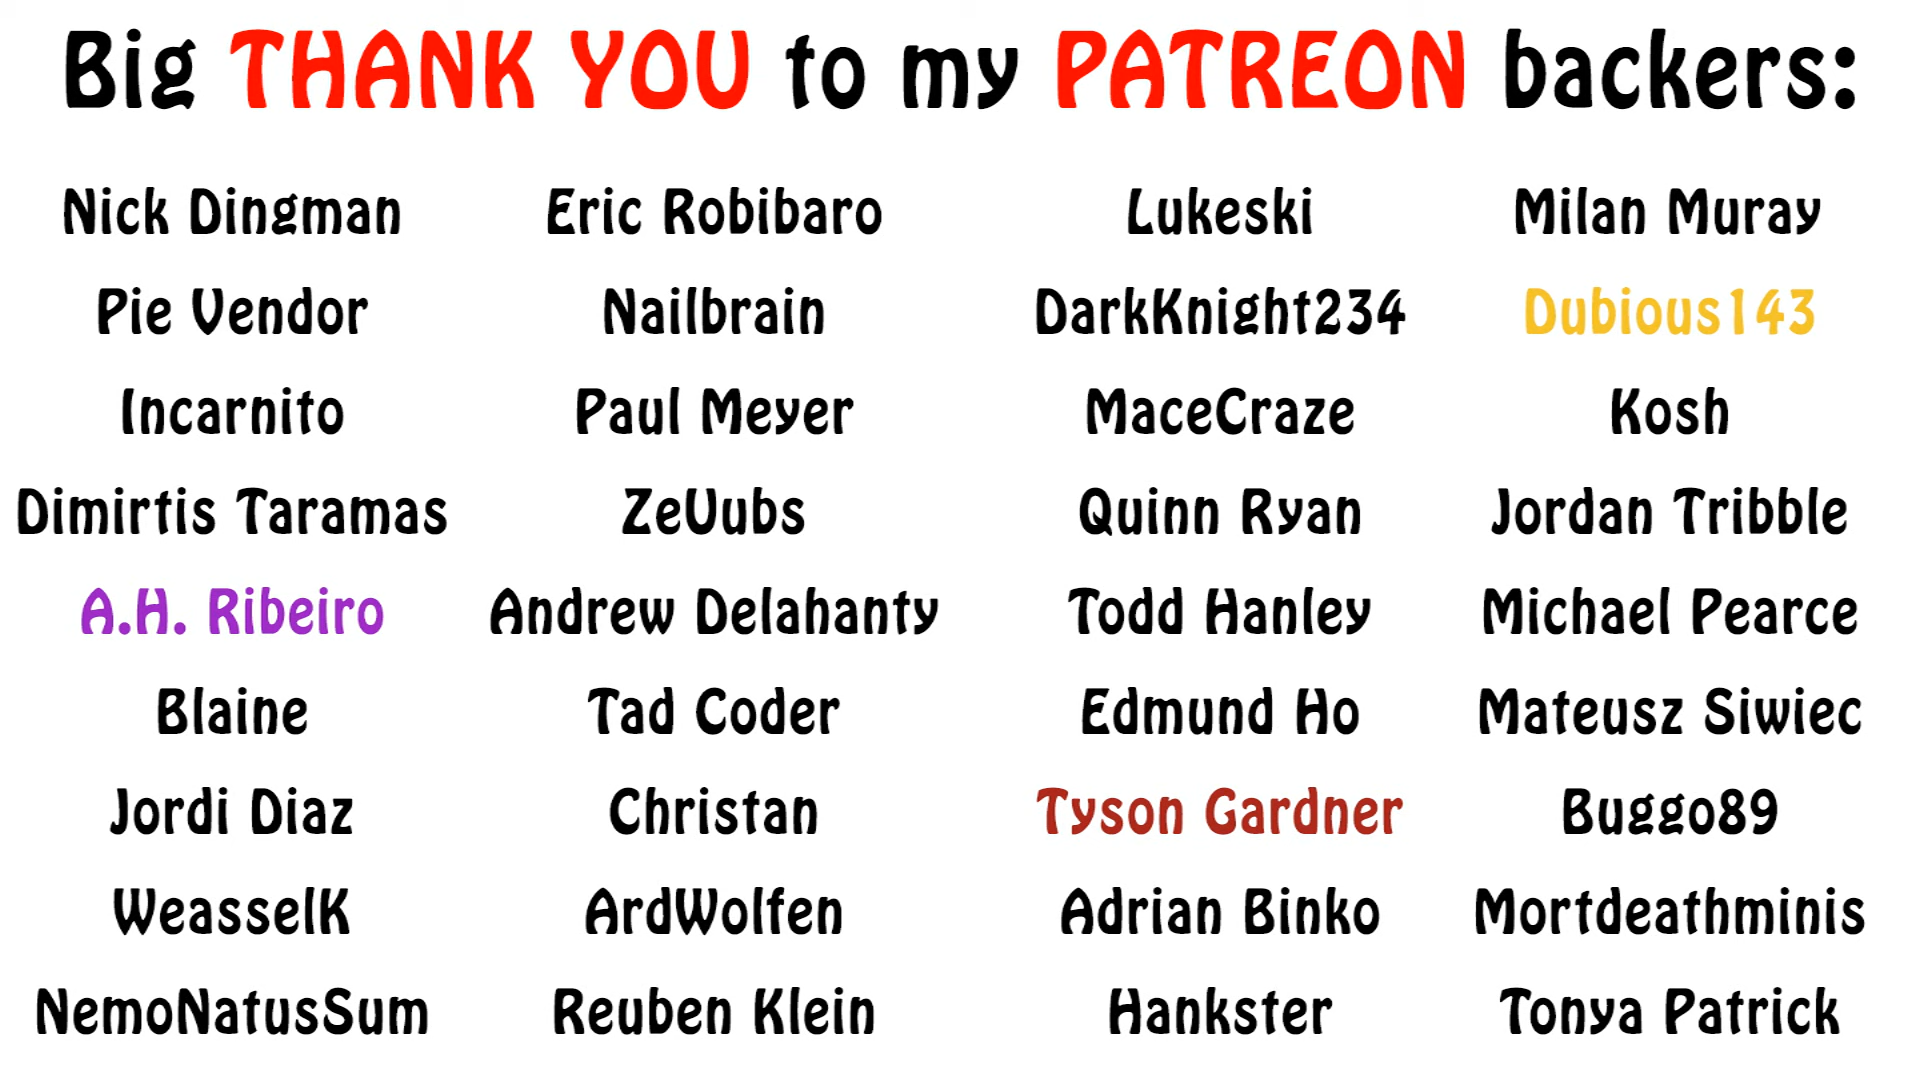 Big THANK YOU to my PATREON backers:
Nick Dingman Eric Robibaro Lukeski Milan Muray
Pie Vendor Nailbrain DarkKnight234 Dubious143
Incarnito Paul Meyer MaceCraze Kosh
Dimirtis Taramas ZeUubs Quinn Ryan Jordan Tribble
A.H. Ribeiro Andrew Delahanty Todd Hanley Michael Pearce
Blaine Tad Coder Edmund Ho Mateusz Siwiec
Jordi Diaz Christan Tyson Gardner Buggo89
WeasselK ArdWolfen Adrian Binko Mortdeathminis
NemoNatusSum Reuben Klein Hankster Tonya Patrick